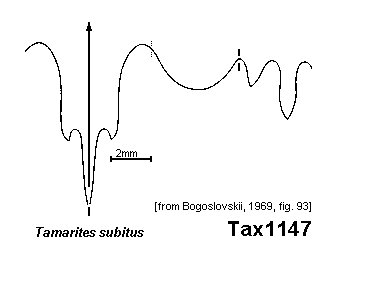 2mm
[from Bogoslovskii, 1969, fig. 93]
Tamarites subitus
Tax1147